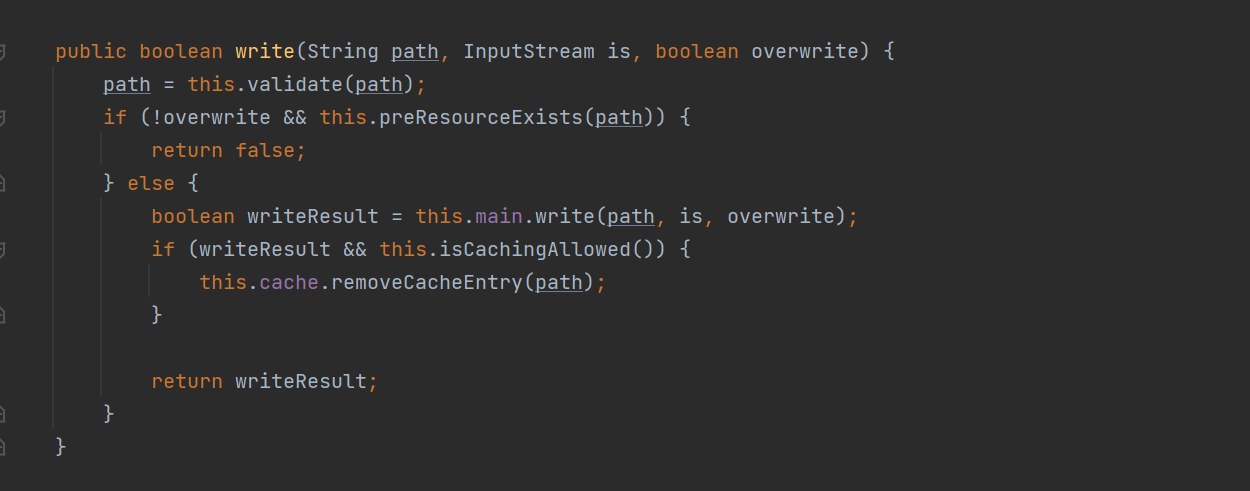 public boolean write(String path, InputStream is, boolean overwrite) {
    path = this.validate(path);
    if (!overwrite && this.preResourceExists(path)) {
        return false;
    } else {
        boolean writeResult = this.main.write(path, is, overwrite);
        if (writeResult && this.isCachingAllowed()) {
            this.cache.removeCacheEntry(path);
        }

        return writeResult;
    }
}